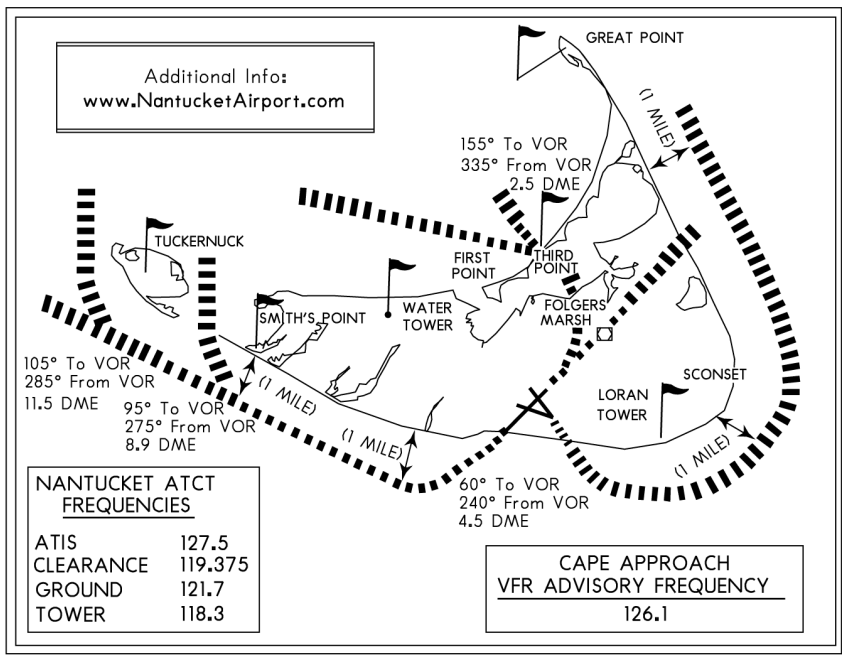 GREAT POINT
Additional Info:
www.NantucketAirport.com
(1 MILE)
155° To VOR
335° From VOR
2.5 DME
TUCKERNUCK
FIRST
POINT
THIRD
POINT
SMITH'S POINT
WATER
TOWER
FOLGERS
MARSH
105° To VOR
285° From VOR
11.5 DME
95° To VOR
275° From VOR
8.9 DME
(1 MILE)
(1 MILE)
LORAN
TOWER
SCONSET
(1 MILE)
60° To VOR
240° From VOR
4.5 DME
NANTUCKET ATCT
FREQUENCIES
ATIS 127.5
CLEARANCE 119.375
GROUND 121.7
TOWER 118.3
CAPE APPROACH
VFR ADVISORY FREQUENCY
126.1